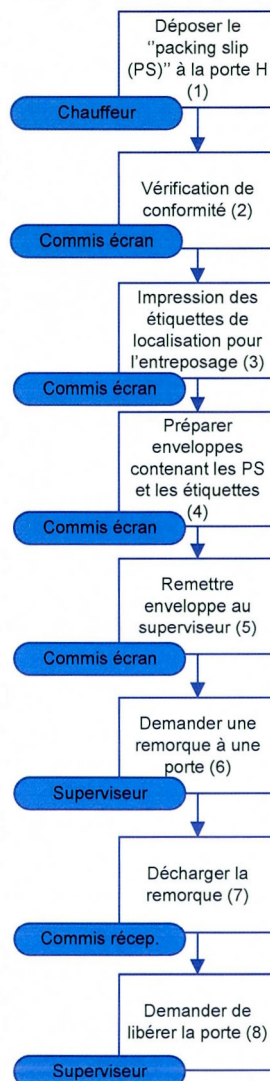 Déposer le
"packing slip
(PS)" à la porte H
(1)
Chauffeur
Vérification de
conformité (2)
Commis écran
Impression des
étiquettes de
localisation pour
l'entreposage (3)
Commis écran
Préparer
enveloppes
contenant les PS
et les étiquettes
(4)
Commis écran
Remettre
enveloppe au
superviseur (5)
Commis écran
Demander une
remorque à une
porte (6)
Superviseur
Décharger la
remorque (7)
Commis récep.
Demander de
libérer la porte (8)
Superviseur